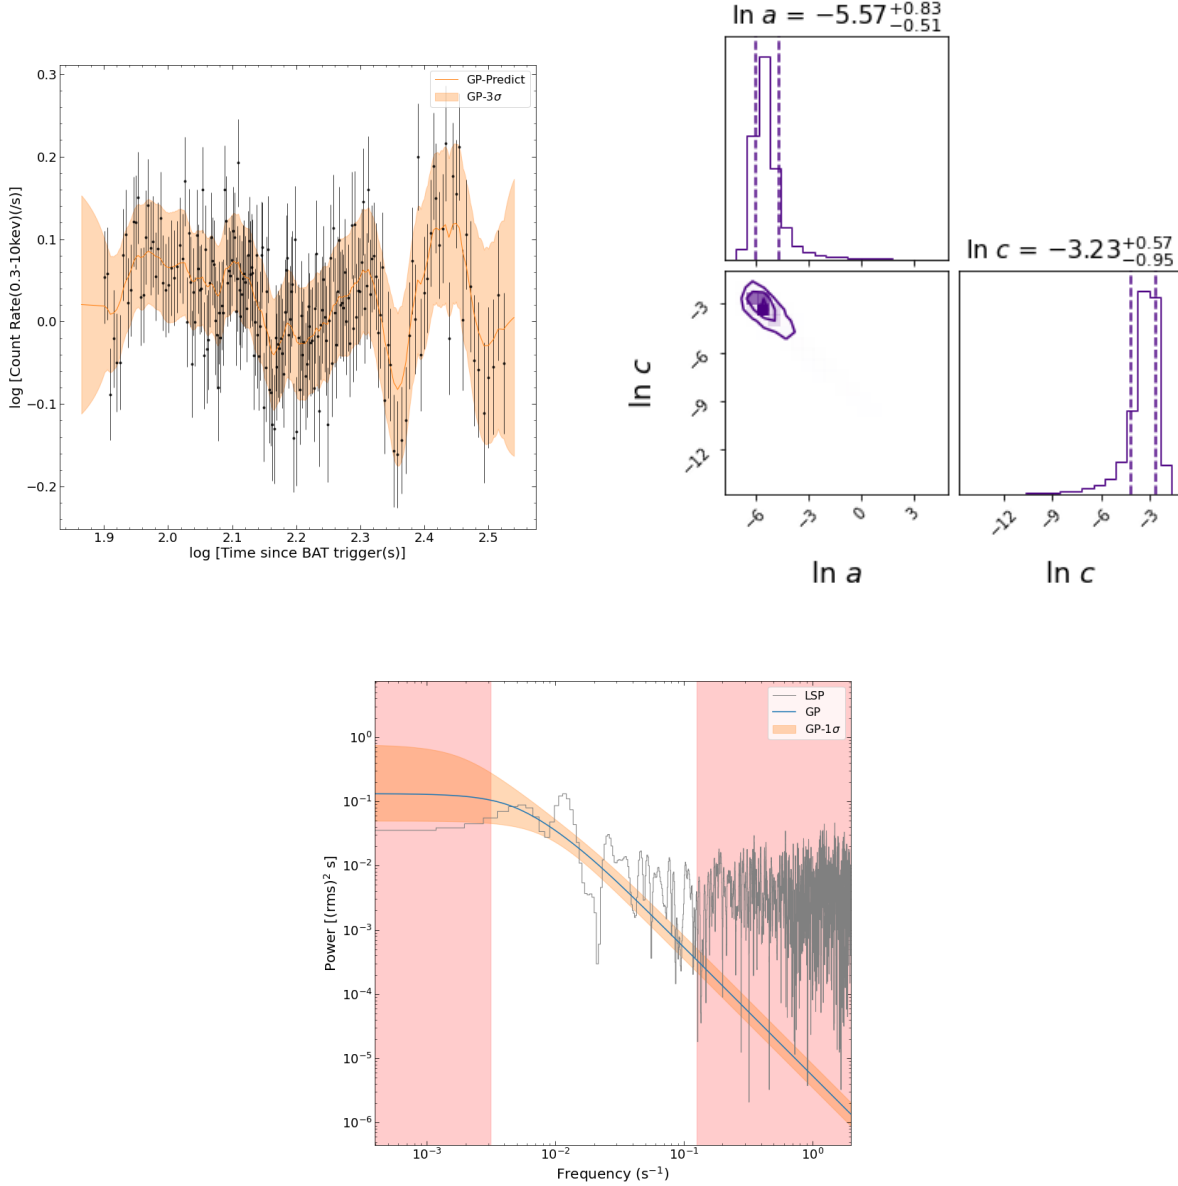 GP-Predict
GP-3σ
log [Count Rate(0.3-10kev)(/s)]
0.3
0.2
0.1
0.0
−0.1
−0.2
1.9 2.0 2.1 2.2 2.3 2.4 2.5
log [Time since BAT trigger(s)]
ln a = −5.57 +0.83 −0.51
ln c = −3.23 +0.57 −0.95
ln c
−3
−6
−9
−12
−6 −3 0 3
−12 −9 −6 −3
ln a
ln c
LSP
GP
GP-1σ
Power [(rms)² s]
10⁰
10⁻¹
10⁻²
10⁻³
10⁻⁴
10⁻⁵
10⁻⁶
10⁻³ 10⁻² 10⁻¹ 10⁰
Frequency (s⁻¹)